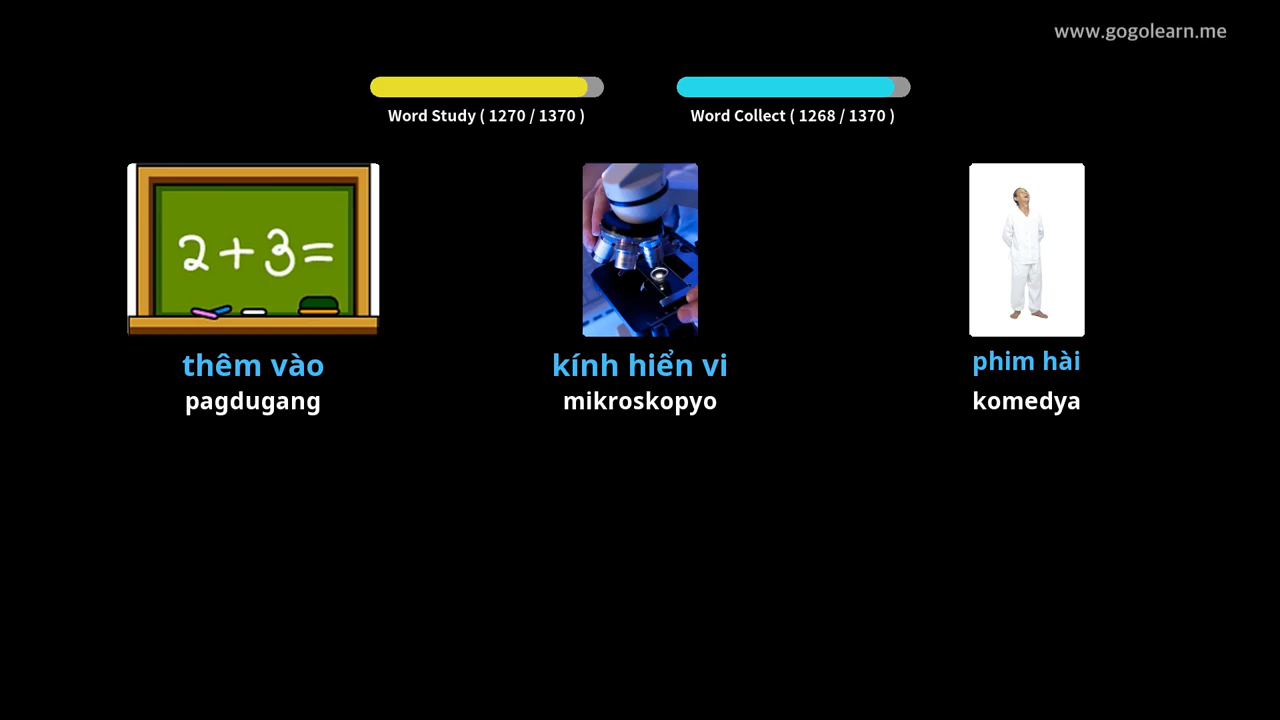 www.gogolearn.me
Word Study ( 1270 / 1370 )
Word Collect ( 1268 / 1370 )
2+3=
thêm vào
pagdugang
kính hiển vi
mikroskopyo
phim hài
komedya